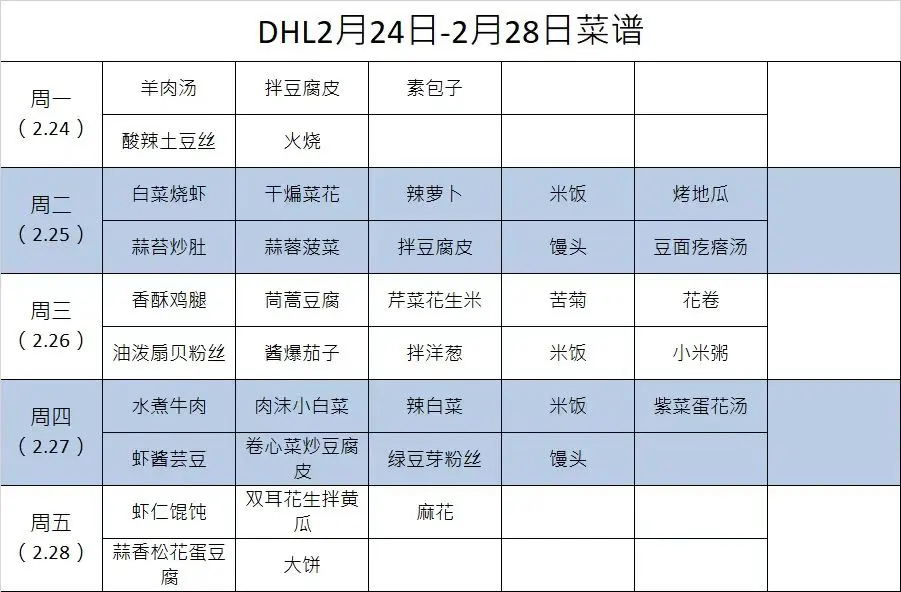 DHL2月24日-2月28日菜谱
周一
（2.24）
羊肉汤 拌豆腐皮 素包子
酸辣土豆丝 火烧
周二
（2.25）
白菜烧虾 干煸菜花 辣萝卜 米饭 烤地瓜
蒜苔炒肚 蒜蓉菠菜 拌豆腐皮 馒头 豆面疙瘩汤
周三
（2.26）
香酥鸡腿 茼蒿豆腐 芹菜花生米 苦菊 花卷
油泼扇贝粉丝 酱爆茄子 拌洋葱 米饭 小米粥
周四
（2.27）
水煮牛肉 肉沫小白菜 辣白菜 米饭 紫菜蛋花汤
虾酱芸豆 卷心菜炒豆腐皮 绿豆芽粉丝 馒头
周五
（2.28）
虾仁馄饨 双耳花生拌黄瓜 麻花
蒜香松花蛋豆腐 大饼